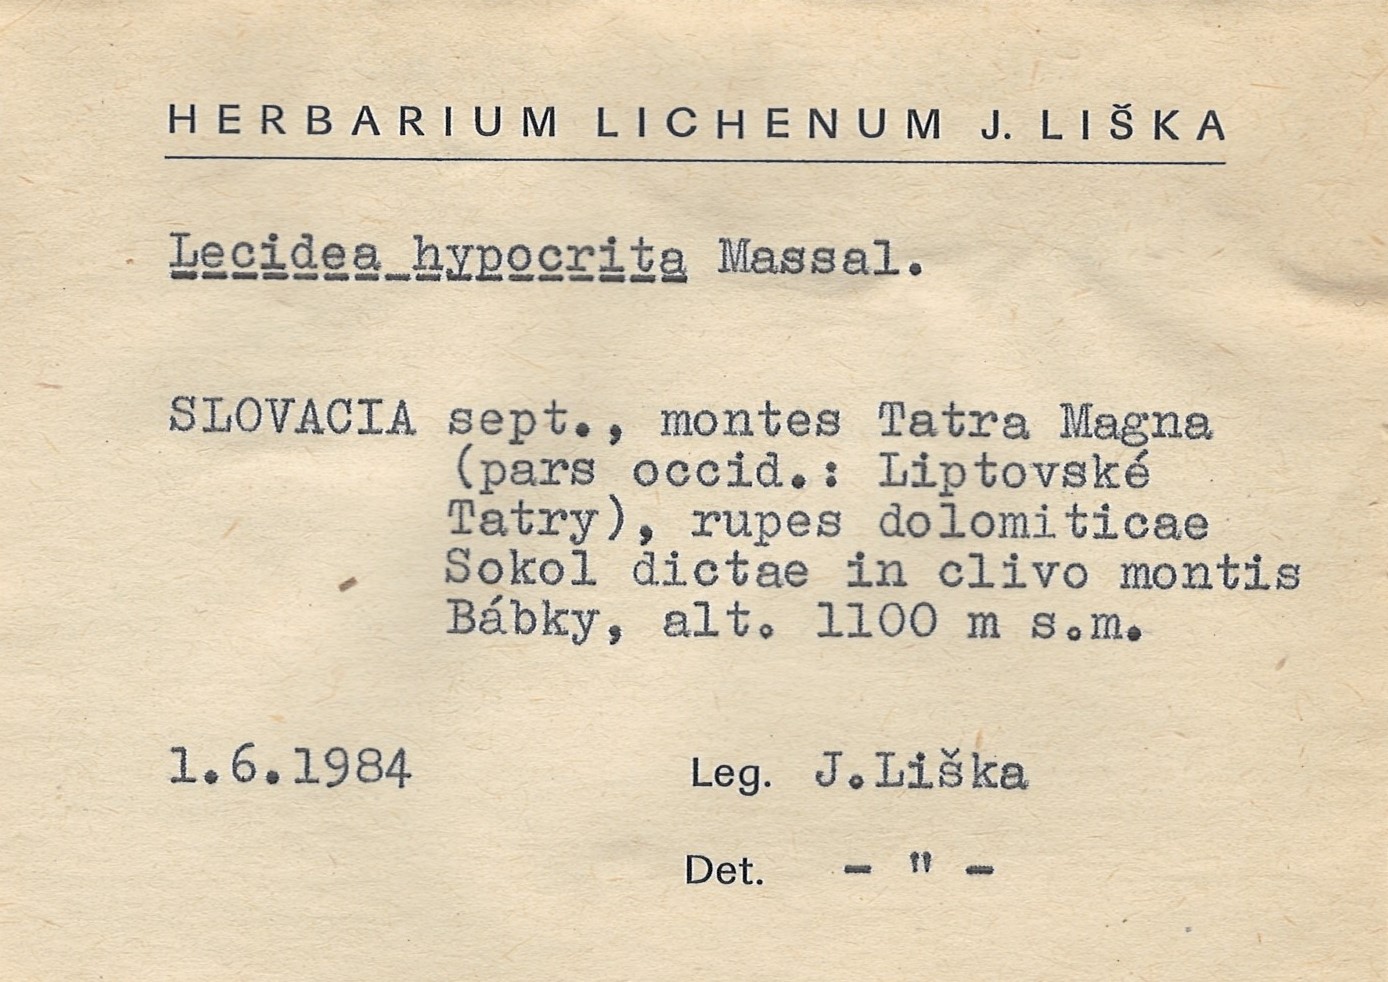 HERBARIUM LICHENUM J. LIŠKA
Lecidea hypocrita Massal.
SLOVACIA sept., montes Tatra Magna
(pars occid.: Liptovské
Tatry), rupes dolomiticae
Sokol dictae in clivo montis
Bábky, alt. 1100 m s.m.
1.6.1984 Leg. J.Liška
Det. - " -